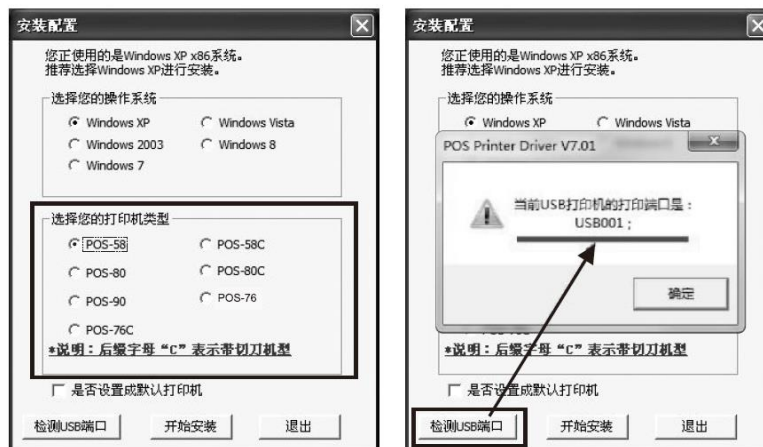 安装配置
您正使用的是Windows XP x86系统。
推荐选择Windows XP进行安装。
选择您的操作系统
Windows XP
Windows Vista
Windows 2003
Windows 8
Windows 7
选择您的打印机类型
POS-58
POS-58C
POS-80
POS-80C
POS-90
POS-76
POS-76C
*说明：后缀字母“C”表示带切刀机型
是否设置成默认打印机
检测USB端口
开始安装
退出
安装配置
您正使用的是Windows XP x86系统。
推荐选择Windows XP进行安装。
选择您的操作系统
Windows XP
Windows Vista
POS Printer Driver V7.01
当前USB打印机的打印端口是：
USB001；
确定
*说明：后缀字母“C”表示带切刀机型
是否设置成默认打印机
检测USB端口
开始安装
退出